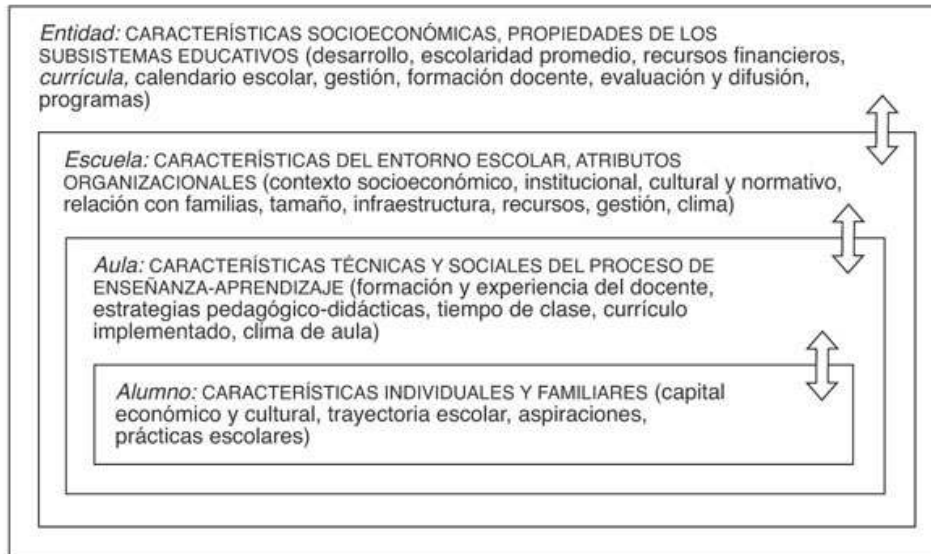 Entidad: CARACTERÍSTICAS SOCIOECONÓMICAS, PROPIEDADES DE LOS
SUBSISTEMAS EDUCATIVOS (desarrollo, escolaridad promedio, recursos financieros,
currícula, calendario escolar, gestión, formación docente, evaluación y difusión,
programas)
Escuela: CARACTERÍSTICAS DEL ENTORNO ESCOLAR, ATRIBUTOS
ORGANIZACIONALES (contexto socioeconómico, institucional, cultural y normativo,
relación con familias, tamaño, infraestructura, recursos, gestión, clima)
Aula: CARACTERÍSTICAS TÉCNICAS Y SOCIALES DEL PROCESO DE
ENSEÑANZA-APRENDIZAJE (formación y experiencia del docente,
estrategias pedagógico-didácticas, tiempo de clase, currículo
implementado, clima de aula)
Alumno: CARACTERÍSTICAS INDIVIDUALES Y FAMILIARES (capital
económico y cultural, trayectoria escolar, aspiraciones,
prácticas escolares)